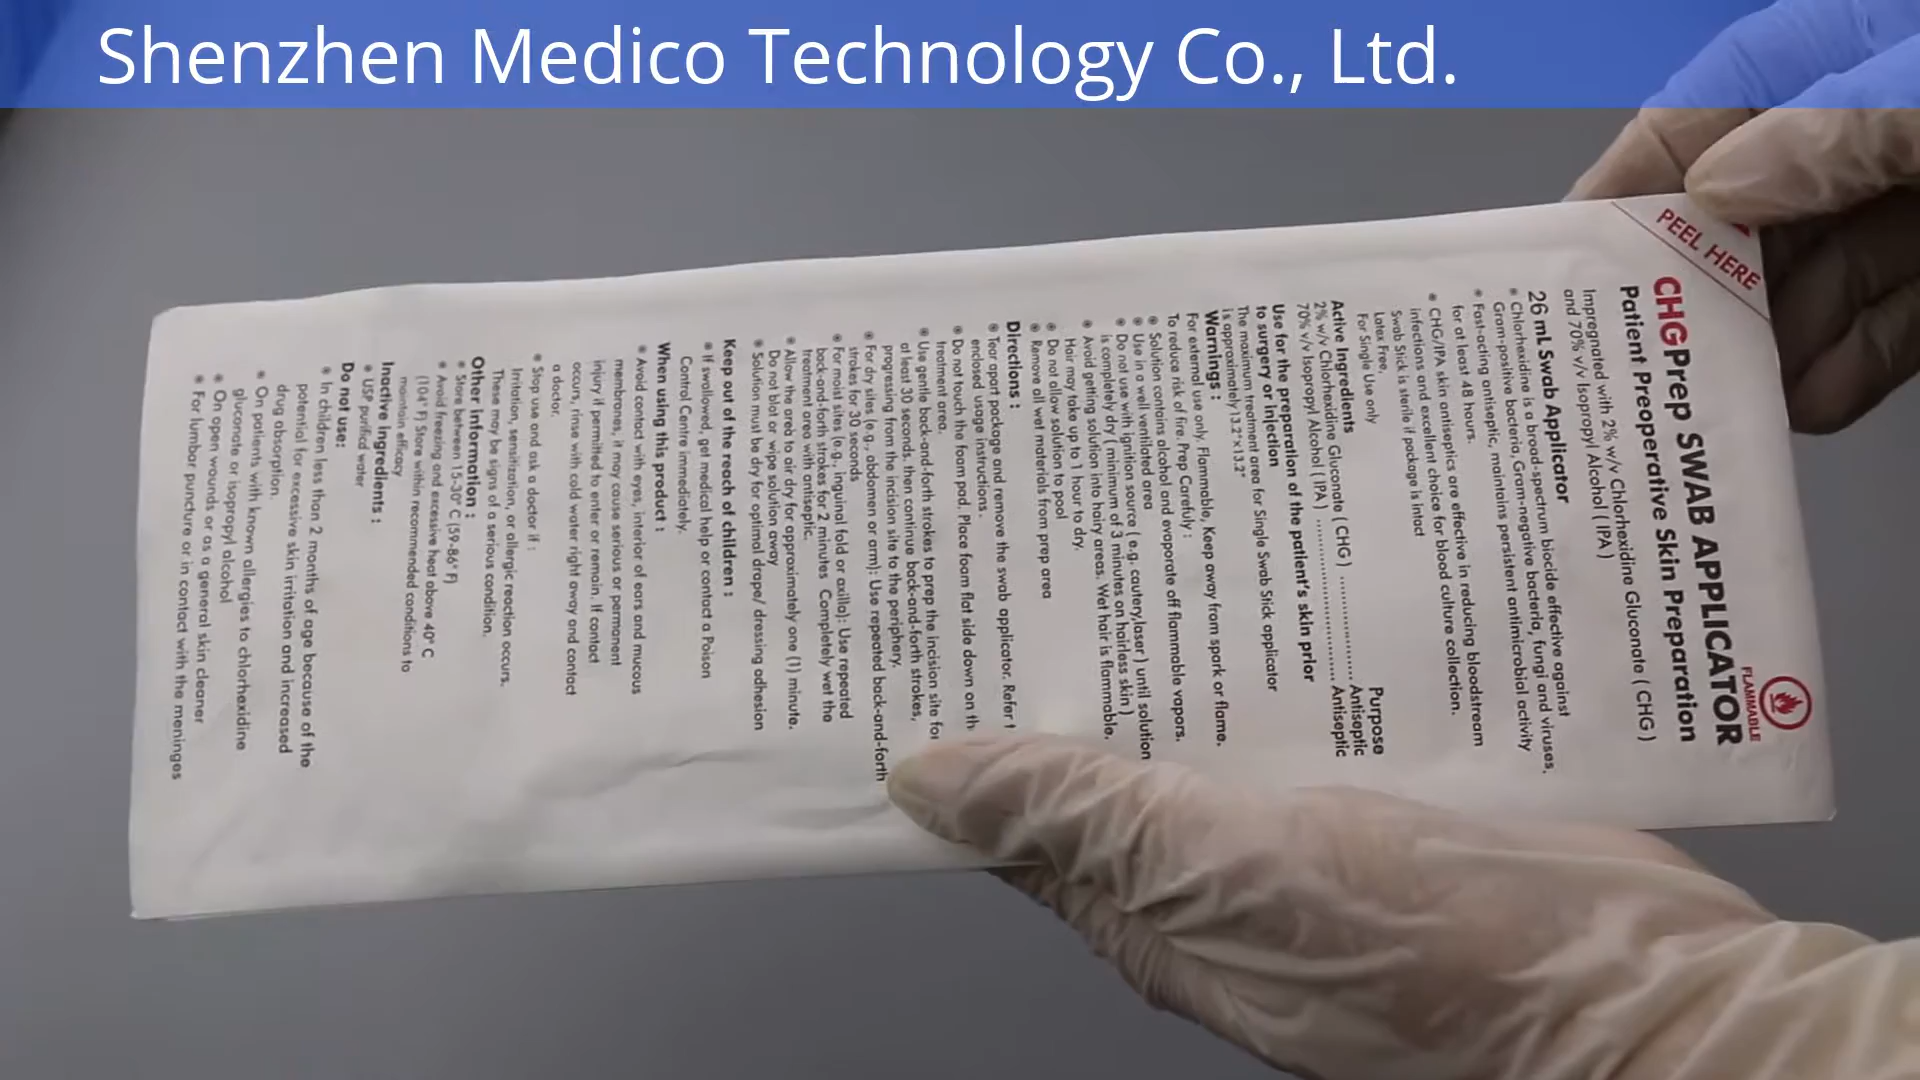 Shenzhen Medico Technology Co., Ltd.
PEEL HERE
FLAMMABLE
CHGPrep SWAB APPLICATOR
Patient Preoperative Skin Preparation
Impregnated with 2% w/v Chlorhexidine Gluconate ( CHG )
and 70% v/v Isopropyl Alcohol ( IPA )
26 mL Swab Applicator
• Chlorhexidine is a broad-spectrum biocide effective against
Gram-positive bacteria, Gram-negative bacteria, fungi and viruses.
• Fast-acting antiseptic, maintains persistent antimicrobial activity
for at least 48 hours.
• CHG/IPA skin antiseptics are effective in reducing bloodstream
infections and excellent choice for blood culture collection.
Swab Stick is sterile if package is intact
Latex Free,
For Single Use only
Active Ingredients Purpose
2% w/v Chlorhexidine Gluconate ( CHG ) ................ Antiseptic
70% v/v Isopropyl Alcohol ( IPA ) ......................... Antiseptic
Use for the preparation of the patient's skin prior
to surgery or injection
The maximum treatment area for Single Swab Stick applicator
is approximately13.2"x13.2"
Warnings :
For external use only. Flammable, Keep away from spark or flame.
To reduce risk of fire. Prep Carefuly :
• Solution contains alcohol and evaporate off flammable vapors.
• Use in a well ventilated area
• Do not use with ignition source ( e.g. cautery,laser ) until solution
is completely dry ( minimum of 3 minutes on hairless skin )
• Avoid getting solution into hairy areas. Wet hair is flammable.
Hair may take up to 1 hour to dry.
• Do not allow solution to pool
• Remove all wet materials from prep area
Directions :
• Tear apart package and remove the swab applicator. Refer
enclosed usage instructions.
• Do not touch the foam pad. Place foam flat side down on
treatment area.
• Use gentle back-and-forth strokes to prep the incision site for
at least 30 seconds, then continue back-and-forth strokes,
progressing from the incision site to the periphery.
• For dry sites (e.g., abdomen or arm): Use repeated back-and-forth
strokes for 30 seconds
• For moist sites (e.g., inguinal fold or axilla): Use repeated
back-and-forth strokes for 2 minutes Completely wet the
treatment area with antiseptic.
• Allow the area to air dry for approximately one (1) minute.
Do not blot or wipe solution away
• Solution must be dry for optimal drape/ dressing adhesion
Keep out of the reach of children :
• If swallowed, get medical help or contact a Poison
Control Centre immediately.
When using this product :
• Avoid contact with eyes, interior of ears and mucous
membranes, it may cause serious or permanent
injury if permitted to enter or remain. If contact
occurs, rinse with cold water right away and contact
a doctor.
• Stop use and ask a doctor if :
Irritation, sensitization, or allergic reaction occurs.
These may be signs of a serious condition.
Other information :
• Store between 15-30° C (59-86° F)
• Avoid freezing and excessive heat above 40° C
(104° F) Store within recommended conditions to
maintain efficacy
Inactive ingredients :
• USP purified water
Do not use:
• In children less than 2 months of age because of the
potential for excessive skin irritation and increased
drug absorption.
• On patients with known allergies to chlorhexidine
gluconate or isopropyl alcohol
• On open wounds or as a general skin cleaner
• For lumbar puncture or in contact with the meninges